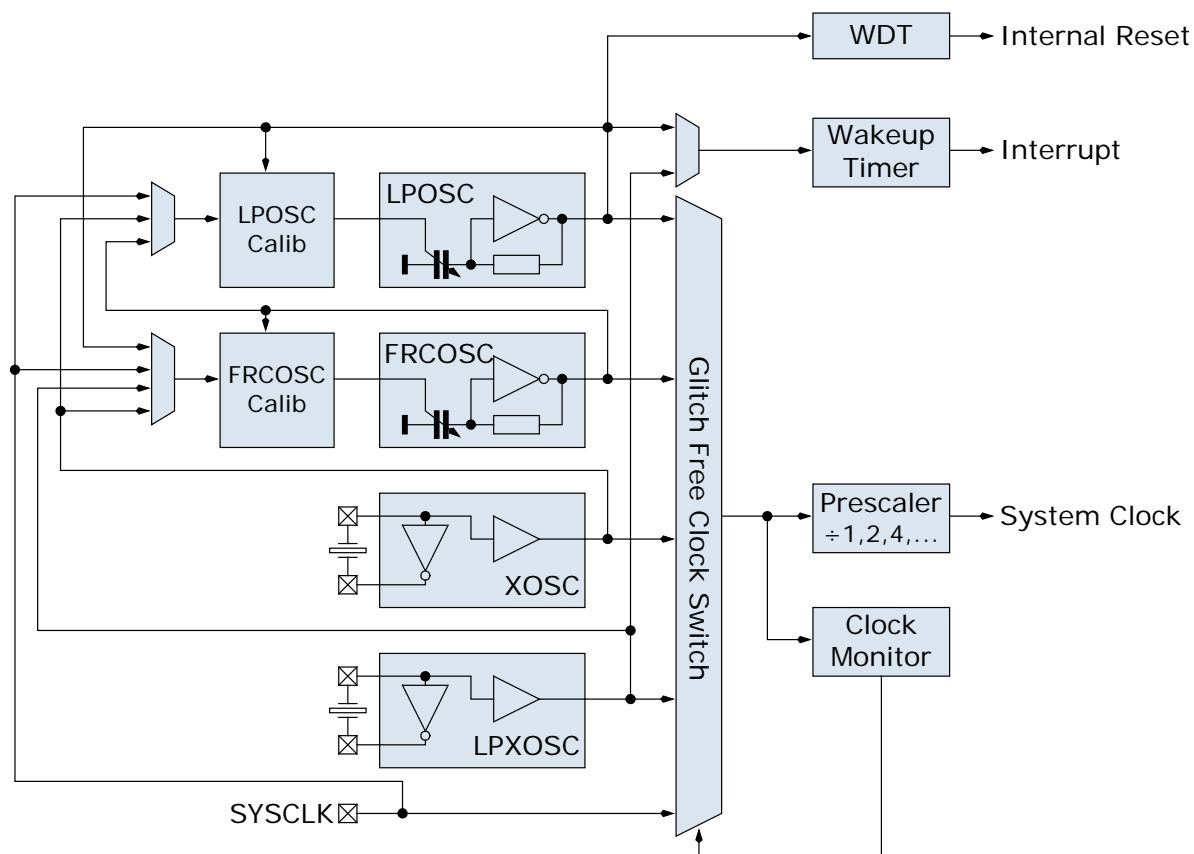 WDT
Internal Reset
Wakeup
Timer
Interrupt
LPOSC
Calib
LPOSC
FRCOSC
Calib
FRCOSC
Glitch Free Clock Switch
XOSC
Prescaler
÷1,2,4,...
System Clock
Clock
Monitor
LPXOSC
SYSCLK